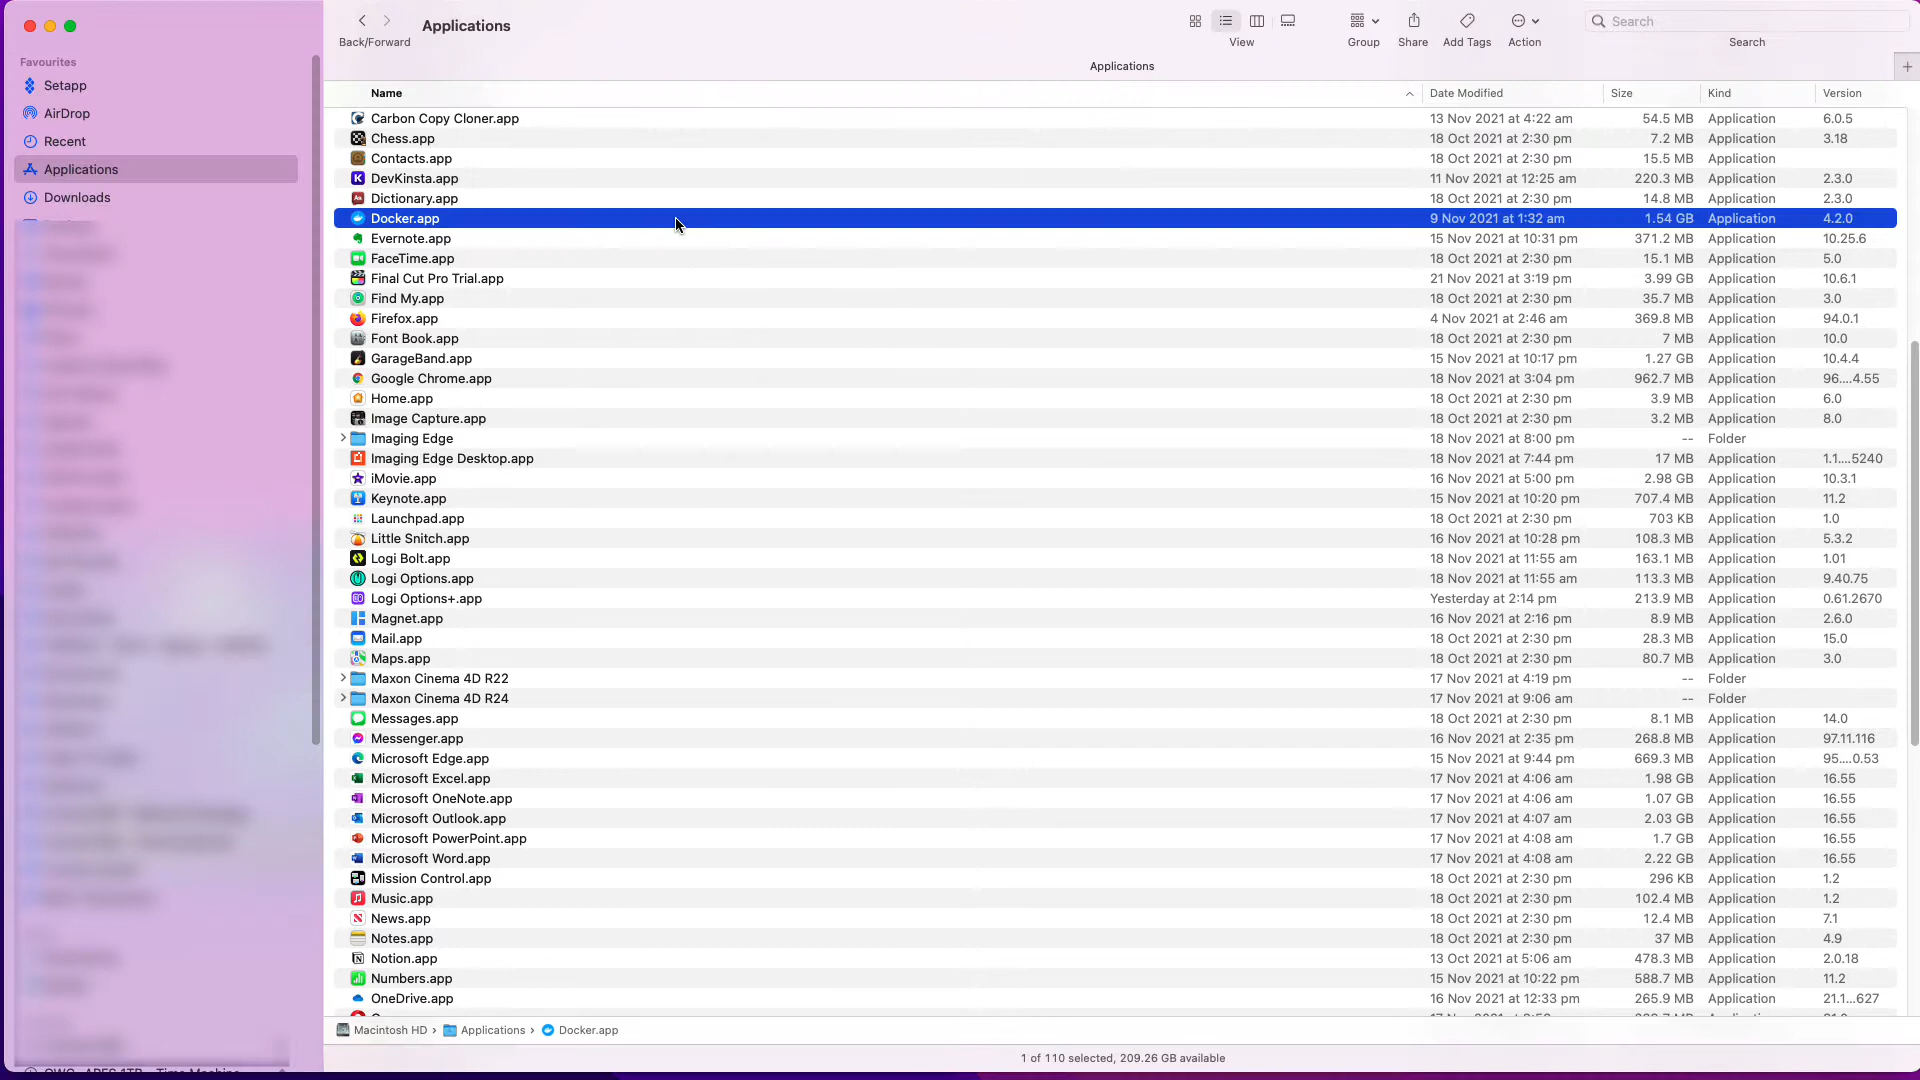 Back/Forward
Applications
View
Group
Share
Add Tags
Action
Search
Search
Applications
Favourites
Setapp
AirDrop
Recent
Applications
Downloads
Name Date Modified Size Kind Version
Carbon Copy Cloner.app 13 Nov 2021 at 4:22 am 54.5 MB Application 6.0.5
Chess.app 18 Oct 2021 at 2:30 pm 7.2 MB Application 3.18
Contacts.app 18 Oct 2021 at 2:30 pm 15.5 MB Application
DevKinsta.app 11 Nov 2021 at 12:25 am 220.3 MB Application 2.3.0
Dictionary.app 18 Oct 2021 at 2:30 pm 14.8 MB Application 2.3.0
Docker.app 9 Nov 2021 at 1:32 am 1.54 GB Application 4.2.0
Evernote.app 15 Nov 2021 at 10:31 pm 371.2 MB Application 10.25.6
FaceTime.app 18 Oct 2021 at 2:30 pm 15.1 MB Application 5.0
Final Cut Pro Trial.app 21 Nov 2021 at 3:19 pm 3.99 GB Application 10.6.1
Find My.app 18 Oct 2021 at 2:30 pm 35.7 MB Application 3.0
Firefox.app 4 Nov 2021 at 2:46 am 369.8 MB Application 94.0.1
Font Book.app 18 Oct 2021 at 2:30 pm 7 MB Application 10.0
GarageBand.app 15 Nov 2021 at 10:17 pm 1.27 GB Application 10.4.4
Google Chrome.app 18 Nov 2021 at 3:04 pm 962.7 MB Application 96....4.55
Home.app 18 Oct 2021 at 2:30 pm 3.9 MB Application 6.0
Image Capture.app 18 Oct 2021 at 2:30 pm 3.2 MB Application 8.0
Imaging Edge 18 Nov 2021 at 8:00 pm -- Folder
Imaging Edge Desktop.app 18 Nov 2021 at 7:44 pm 17 MB Application 1.1....5240
iMovie.app 16 Nov 2021 at 5:00 pm 2.98 GB Application 10.3.1
Keynote.app 15 Nov 2021 at 10:20 pm 707.4 MB Application 11.2
Launchpad.app 18 Oct 2021 at 2:30 pm 703 KB Application 1.0
Little Snitch.app 16 Nov 2021 at 10:28 pm 108.3 MB Application 5.3.2
Logi Bolt.app 18 Nov 2021 at 11:55 am 163.1 MB Application 1.01
Logi Options.app 18 Nov 2021 at 11:55 am 113.3 MB Application 9.40.75
Logi Options+.app Yesterday at 2:14 pm 213.9 MB Application 0.61.2670
Magnet.app 16 Nov 2021 at 2:16 pm 8.9 MB Application 2.6.0
Mail.app 18 Oct 2021 at 2:30 pm 28.3 MB Application 15.0
Maps.app 18 Oct 2021 at 2:30 pm 80.7 MB Application 3.0
Maxon Cinema 4D R22 17 Nov 2021 at 4:19 pm -- Folder
Maxon Cinema 4D R24 17 Nov 2021 at 9:06 am -- Folder
Messages.app 18 Oct 2021 at 2:30 pm 8.1 MB Application 14.0
Messenger.app 16 Nov 2021 at 2:35 pm 268.8 MB Application 97.11.116
Microsoft Edge.app 15 Nov 2021 at 9:44 pm 669.3 MB Application 95....0.53
Microsoft Excel.app 17 Nov 2021 at 4:06 am 1.98 GB Application 16.55
Microsoft OneNote.app 17 Nov 2021 at 4:06 am 1.07 GB Application 16.55
Microsoft Outlook.app 17 Nov 2021 at 4:07 am 2.03 GB Application 16.55
Microsoft PowerPoint.app 17 Nov 2021 at 4:08 am 1.7 GB Application 16.55
Microsoft Word.app 17 Nov 2021 at 4:08 am 2.22 GB Application 16.55
Mission Control.app 18 Oct 2021 at 2:30 pm 296 KB Application 1.2
Music.app 18 Oct 2021 at 2:30 pm 102.4 MB Application 1.2
News.app 18 Oct 2021 at 2:30 pm 12.4 MB Application 7.1
Notes.app 18 Oct 2021 at 2:30 pm 37 MB Application 4.9
Notion.app 13 Oct 2021 at 5:06 am 478.3 MB Application 2.0.18
Numbers.app 15 Nov 2021 at 10:22 pm 588.7 MB Application 11.2
OneDrive.app 16 Nov 2021 at 12:33 pm 265.9 MB Application 21.1...627
Macintosh HD › Applications › Docker.app
1 of 110 selected, 209.26 GB available